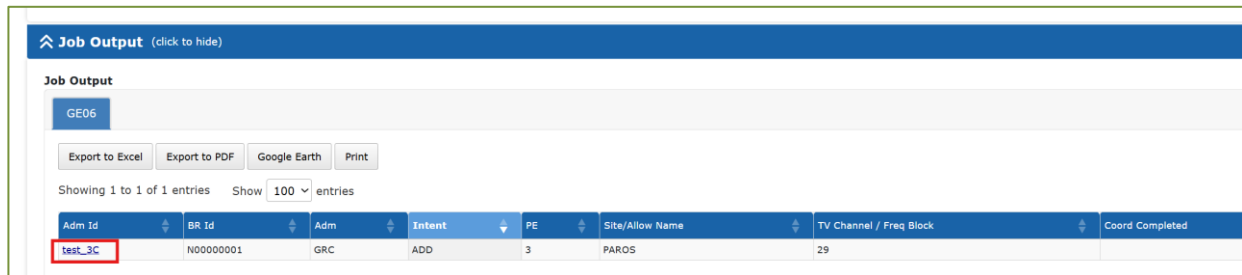 Job Output (click to hide)
Job Output
GE06
Export to Excel Export to PDF Google Earth Print
Showing 1 to 1 of 1 entries Show 100 entries
Adm Id BR Id Adm Intent PE Site/Allow Name TV Channel / Freq Block Coord Completed
test_3C N00000001 GRC ADD 3 PAROS 29